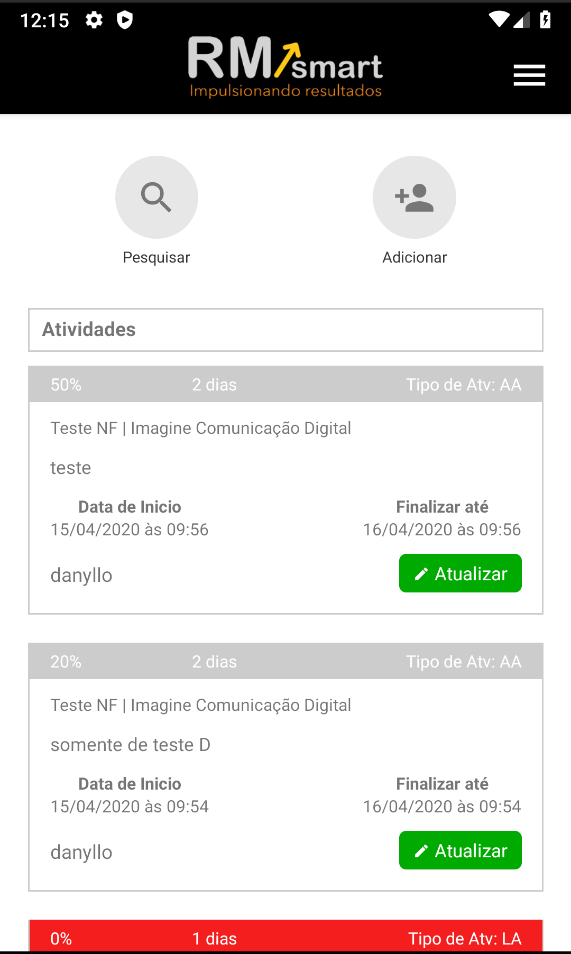 12:15
RM smart
Impulsionando resultados
Pesquisar
Adicionar
Atividades
50% 2 dias Tipo de Atv: AA
Teste NF | Imagine Comunicação Digital
teste
Data de Inicio Finalizar até
15/04/2020 às 09:56 16/04/2020 às 09:56
danyllo Atualizar
20% 2 dias Tipo de Atv: AA
Teste NF | Imagine Comunicação Digital
somente de teste D
Data de Inicio Finalizar até
15/04/2020 às 09:54 16/04/2020 às 09:54
danyllo Atualizar
0% 1 dias Tipo de Atv: LA